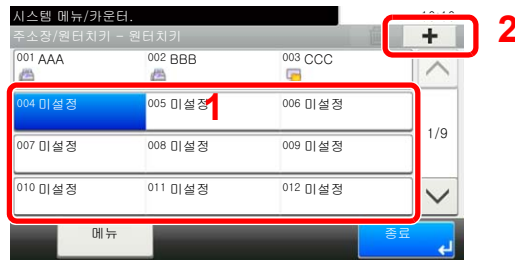 시스템 메뉴/카운터.
주소장/원터치키 - 원터치키
+ 2
001 AAA 002 BBB 003 CCC
004 미설정 005 미설정 006 미설정
1
1/9
007 미설정 008 미설정 009 미설정
010 미설정 011 미설정 012 미설정
메뉴 종료